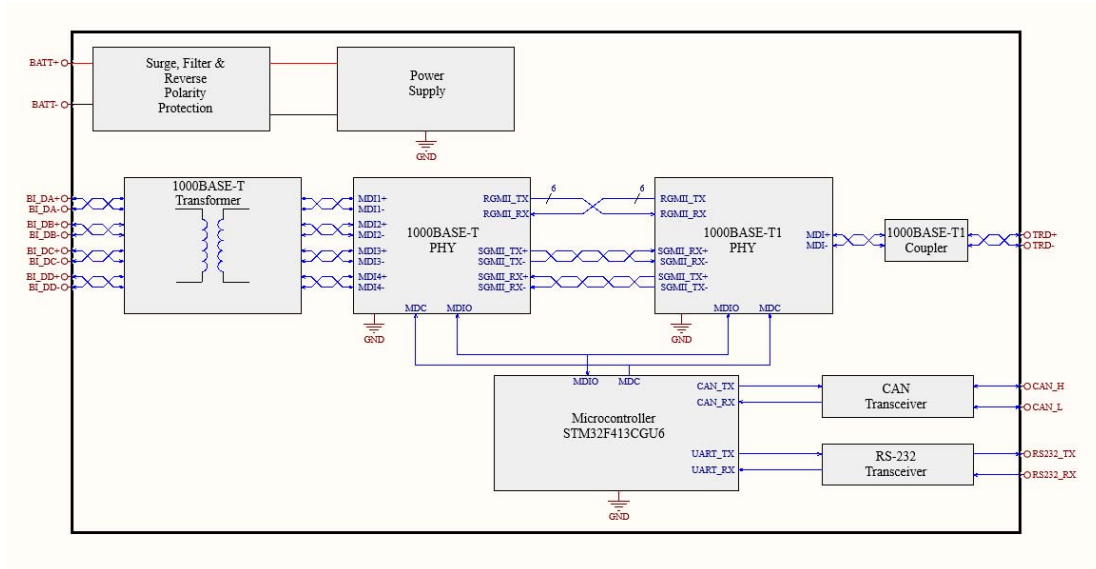 BATT+
BATT-
Surge, Filter &
Reverse
Polarity
Protection
Power
Supply
GND
BI_DA+
BI_DA-
BI_DB+
BI_DB-
BI_DC+
BI_DC-
BI_DD+
BI_DD-
1000BASE-T
Transformer
MDI1+
MDI1-
MDI2+
MDI2-
MDI3+
MDI3-
MDI4+
MDI4-
1000BASE-T
PHY
RGMII_TX
RGMII_RX
SGMII_TX+
SGMII_TX-
SGMII_RX+
SGMII_RX-
MDC
MDIO
GND
6
6
RGMII_TX
RGMII_RX
1000BASE-T1
PHY
SGMII_RX+
SGMII_RX-
SGMII_TX+
SGMII_TX-
MDI+
MDI-
MDIO
MDC
GND
1000BASE-T1
Coupler
TRD+
TRD-
MDIO
MDC
Microcontroller
STM32F413CGU6
CAN_TX
CAN_RX
UART_TX
UART_RX
GND
CAN
Transceiver
CAN_H
CAN_L
RS-232
Transceiver
RS232_TX
RS232_RX